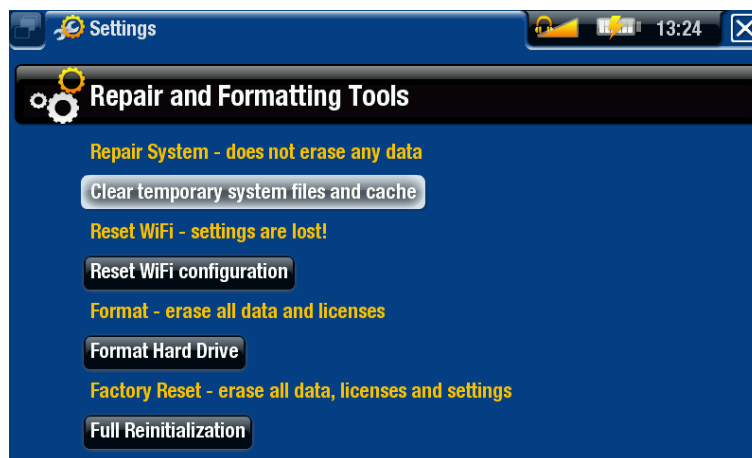 Settings
13:24
Repair and Formatting Tools
Repair System - does not erase any data
Clear temporary system files and cache
Reset WiFi - settings are lost!
Reset WiFi configuration
Format - erase all data and licenses
Format Hard Drive
Factory Reset - erase all data, licenses and settings
Full Reinitialization